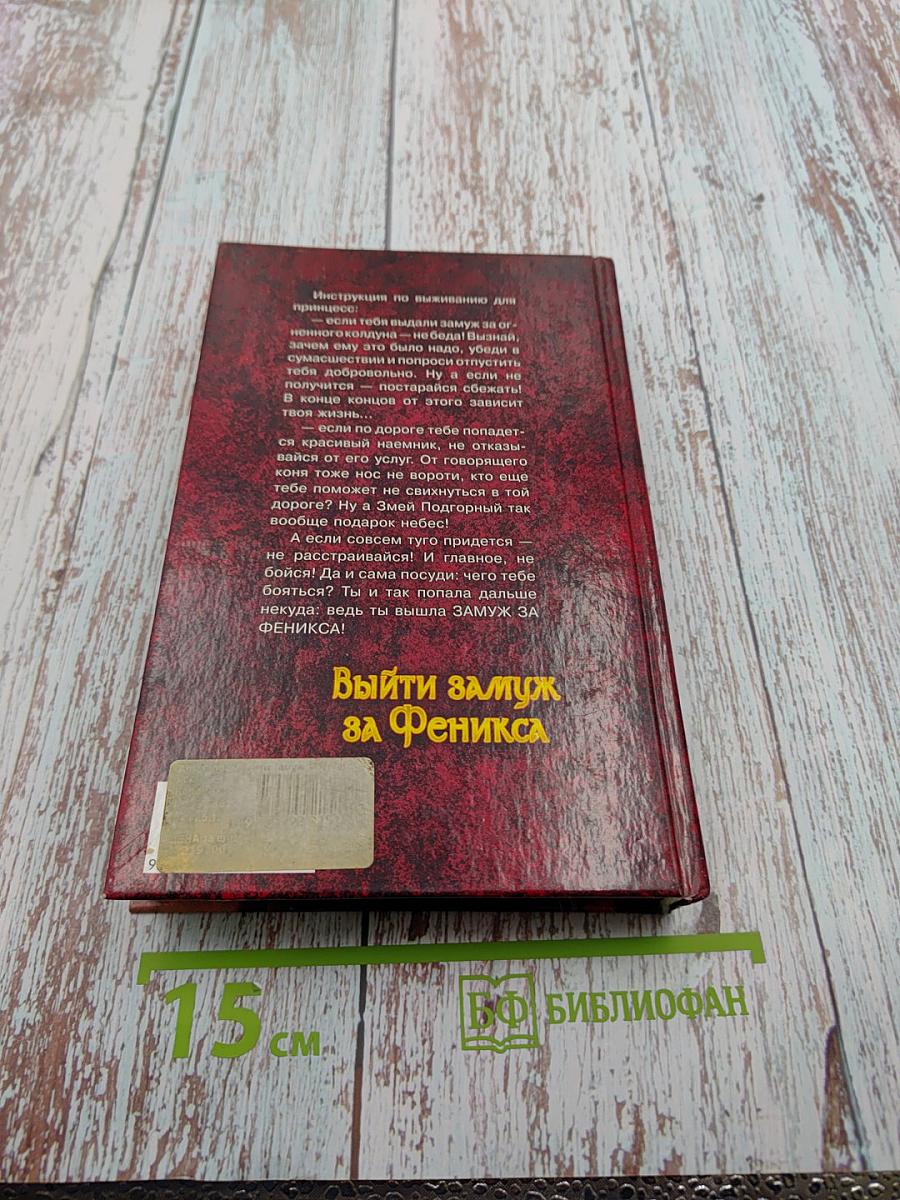 Инструкция по выживанию для
принцесс:
— если тебя выдали замуж за ог-
ненного колдуна — не беда! Вызнай,
зачем ему это было надо, убеди в
сумасшествии и попроси отпустить
тебя добровольно. Ну а если не
получится — постарайся сбежать!
В конце концов от этого зависит
твоя жизнь...
— если по дороге тебе попадет-
ся красивый наемник, не отказы-
вайся от его услуг. От говорящего
коня тоже нос не вороти, кто еще
тебе поможет не свихнуться в той
дороге? Ну а Змей Подгорный так
вообще подарок небес!
А если совсем туго придется —
не расстраивайся! И главное, не
бойся! Да и сама посуди: чего тебе
бояться? Ты и так попала дальше
некуда: ведь ты вышла ЗАМУЖ ЗА
ФЕНИКСА!
Выйти замуж
за Феникса
9
15 см
БФ БИБЛИОФАН